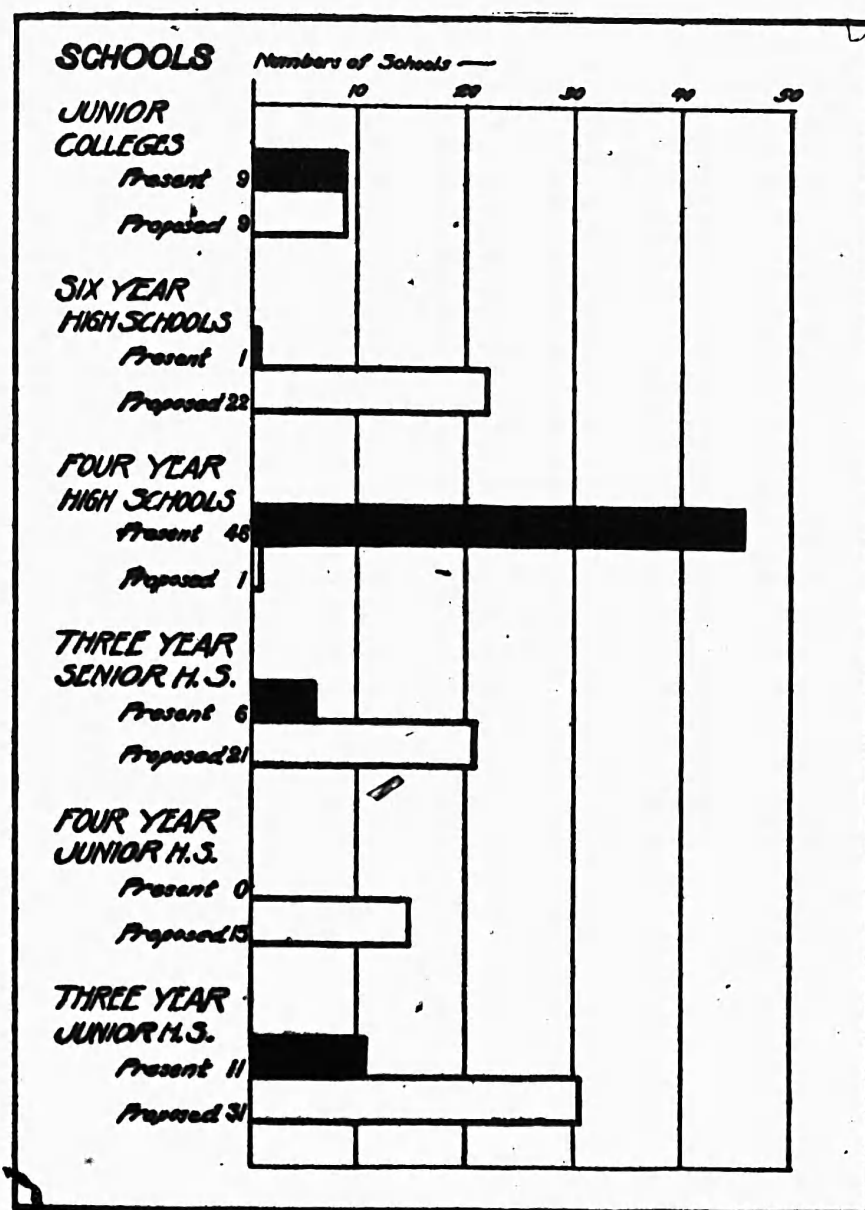 SCHOOLS Numbers of Schools —
10 20 30 40 50
JUNIOR
COLLEGES
Present 9
Proposed 9
SIX YEAR
HIGH SCHOOLS
Present 1
Proposed 22
FOUR YEAR
HIGH SCHOOLS
Present 46
Proposed 1
THREE YEAR
SENIOR H. S.
Present 6
Proposed 21
FOUR YEAR
JUNIOR H. S.
Present 0
Proposed 15
THREE YEAR
JUNIOR H. S.
Present 11
Proposed 31